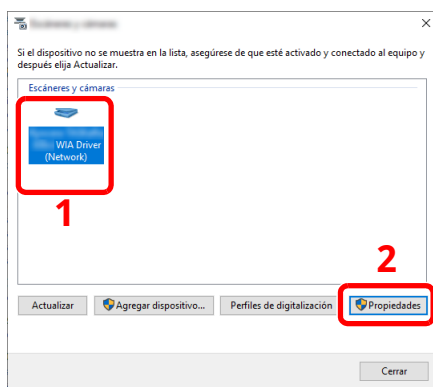 Si el dispositivo no se muestra en la lista, asegúrese de que esté activado y conectado al equipo y
después elija Actualizar.
Escáneres y cámaras
WIA Driver
(Network)
1
2
Actualizar
Agregar dispositivo...
Perfiles de digitalización
Propiedades
Cerrar